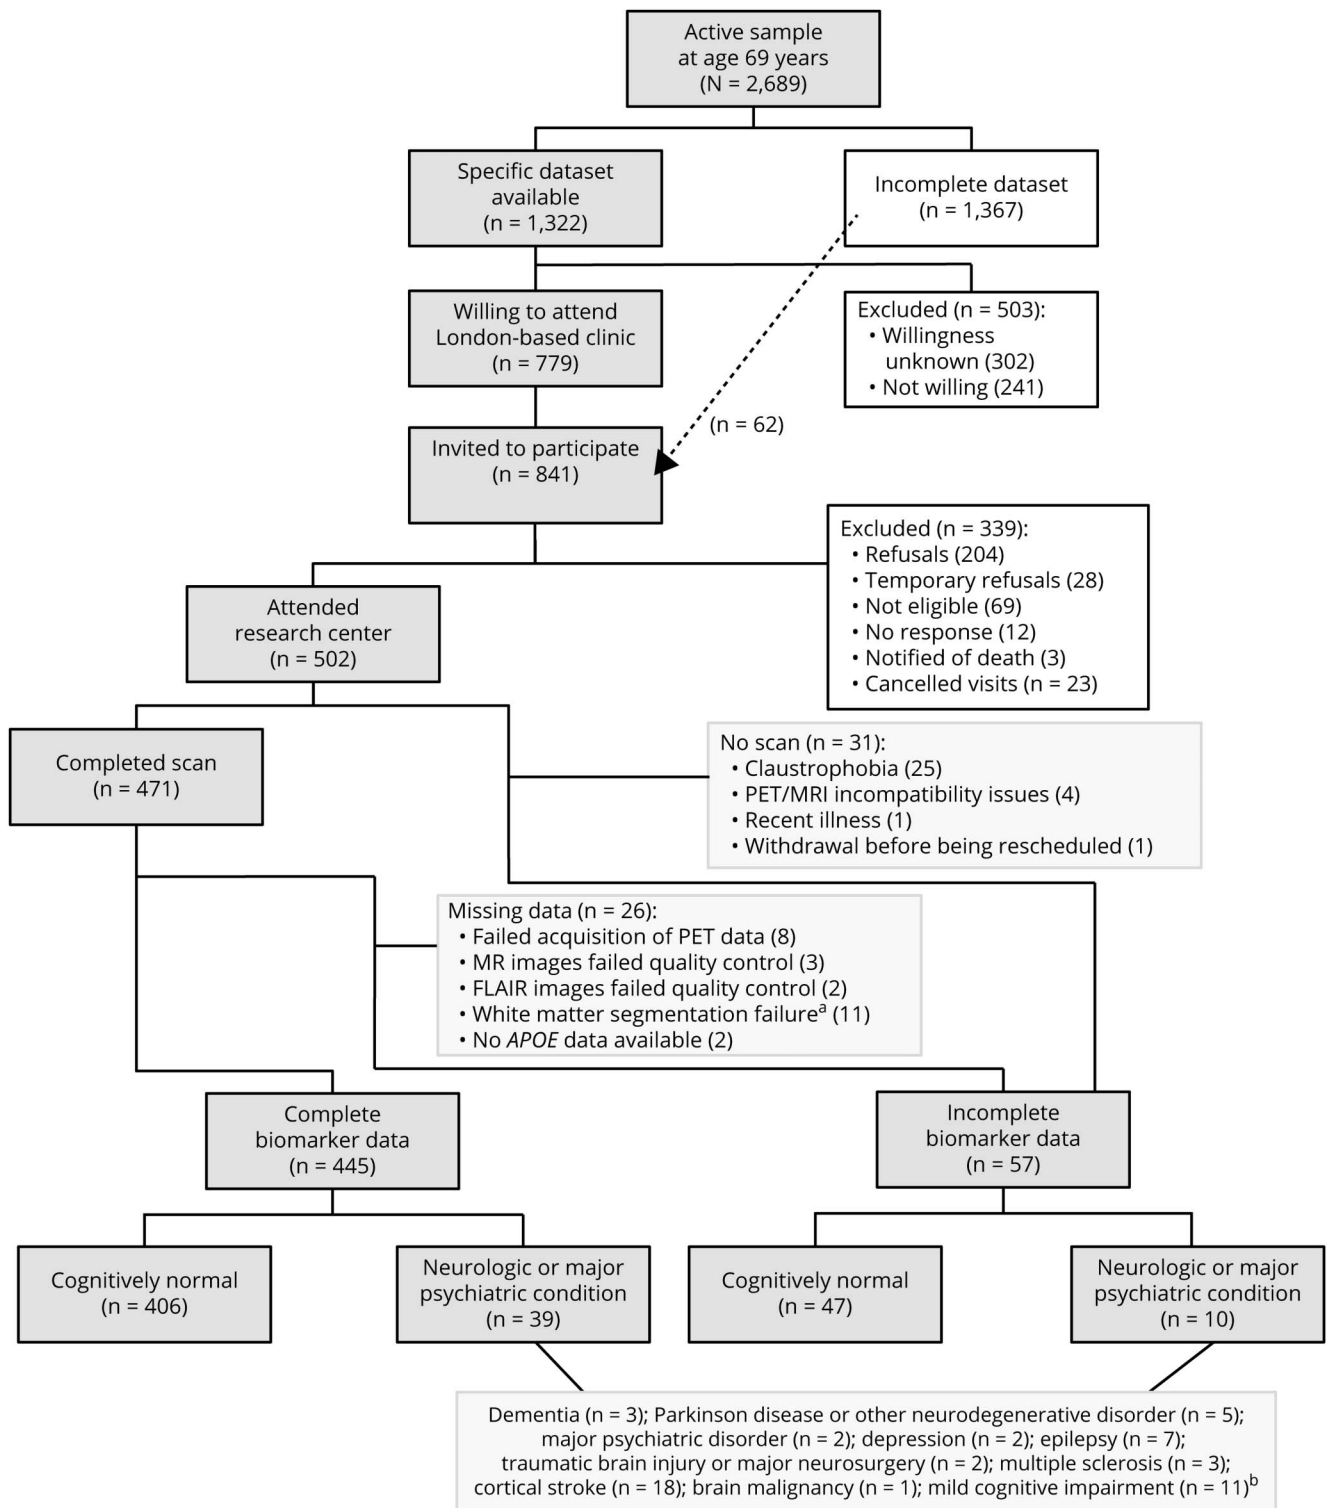 Active sample
at age 69 years
(N = 2,689)
Specific dataset
available
(n = 1,322)
Incomplete dataset
(n = 1,367)
Willing to attend
London-based clinic
(n = 779)
Excluded (n = 503):
• Willingness
unknown (302)
• Not willing (241)
(n = 62)
Invited to participate
(n = 841)
Excluded (n = 339):
• Refusals (204)
• Temporary refusals (28)
• Not eligible (69)
• No response (12)
• Notified of death (3)
• Cancelled visits (n = 23)
Attended
research center
(n = 502)
Completed scan
(n = 471)
No scan (n = 31):
• Claustrophobia (25)
• PET/MRI incompatibility issues (4)
• Recent illness (1)
• Withdrawal before being rescheduled (1)
Missing data (n = 26):
• Failed acquisition of PET data (8)
• MR images failed quality control (3)
• FLAIR images failed quality control (2)
• White matter segmentation failureᵃ (11)
• No APOE data available (2)
Complete
biomarker data
(n = 445)
Incomplete
biomarker data
(n = 57)
Cognitively normal
(n = 406)
Neurologic or major
psychiatric condition
(n = 39)
Cognitively normal
(n = 47)
Neurologic or major
psychiatric condition
(n = 10)
Dementia (n = 3); Parkinson disease or other neurodegenerative disorder (n = 5);
major psychiatric disorder (n = 2); depression (n = 2); epilepsy (n = 7);
traumatic brain injury or major neurosurgery (n = 2); multiple sclerosis (n = 3);
cortical stroke (n = 18); brain malignancy (n = 1); mild cognitive impairment (n = 11)ᵇ